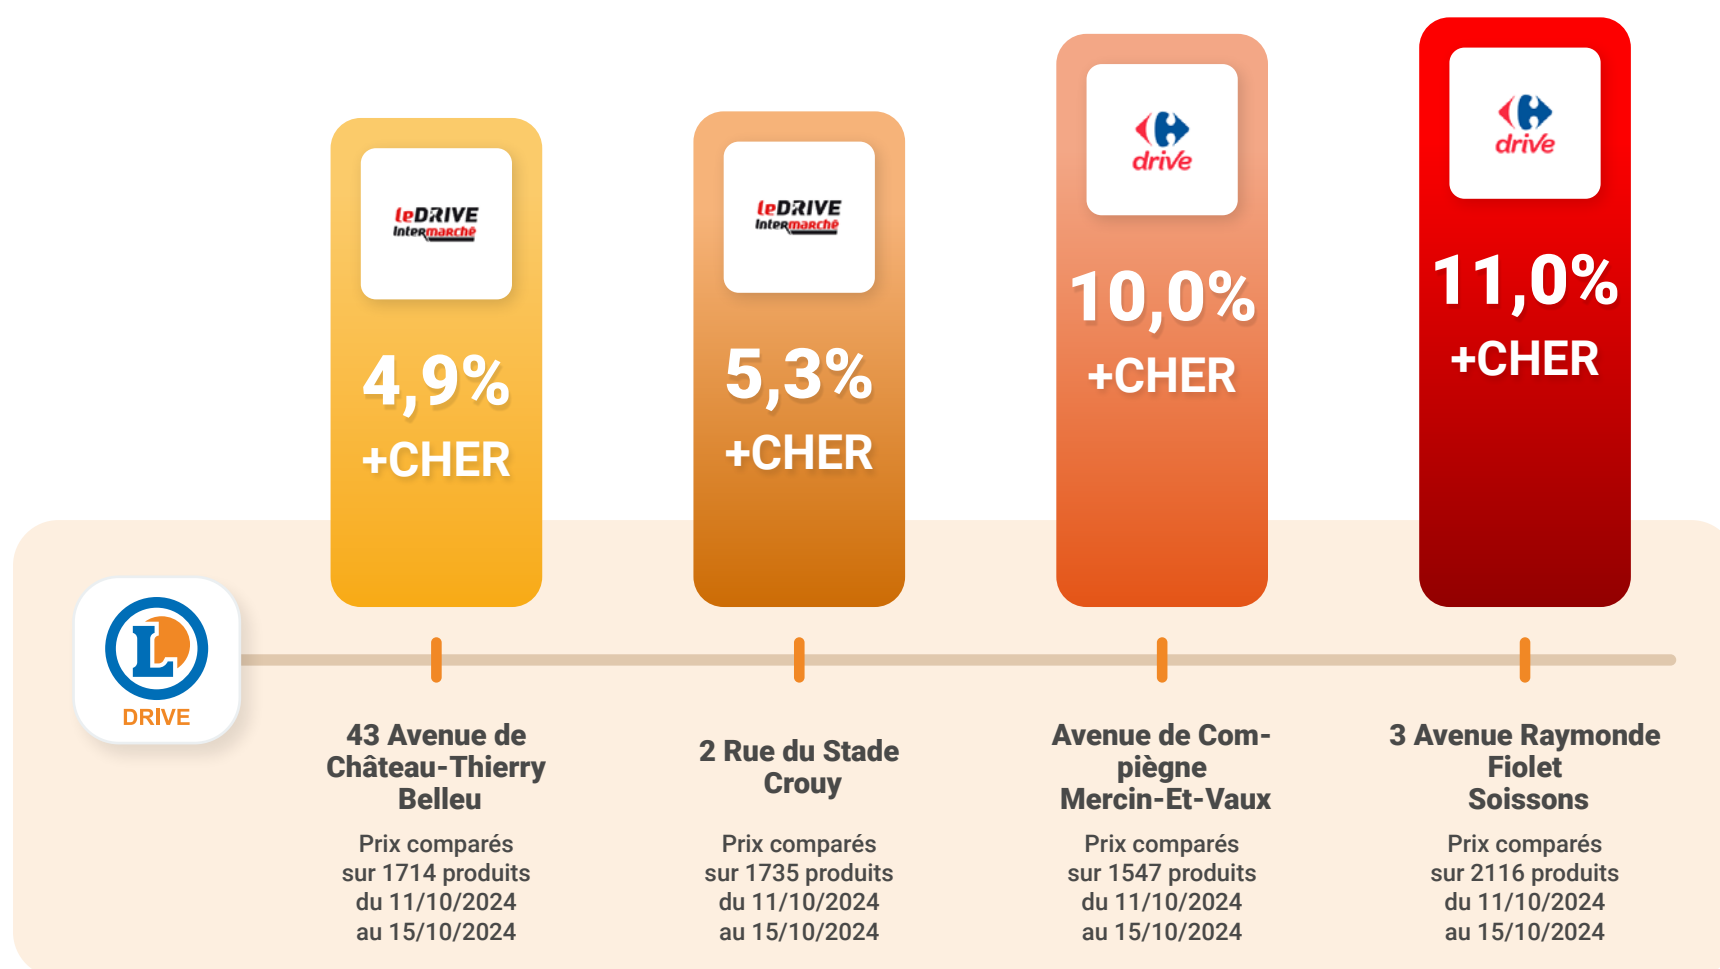 leDRIVE
Intermarché
4,9%
+CHER
leDRIVE
Intermarché
5,3%
+CHER
drive
10,0%
+CHER
drive
11,0%
+CHER
L
DRIVE
43 Avenue de
Château-Thierry
Belleu
Prix comparés
sur 1714 produits
du 11/10/2024
au 15/10/2024
2 Rue du Stade
Crouy
Prix comparés
sur 1735 produits
du 11/10/2024
au 15/10/2024
Avenue de Com-
piègne
Mercin-Et-Vaux
Prix comparés
sur 1547 produits
du 11/10/2024
au 15/10/2024
3 Avenue Raymonde
Fiolet
Soissons
Prix comparés
sur 2116 produits
du 11/10/2024
au 15/10/2024